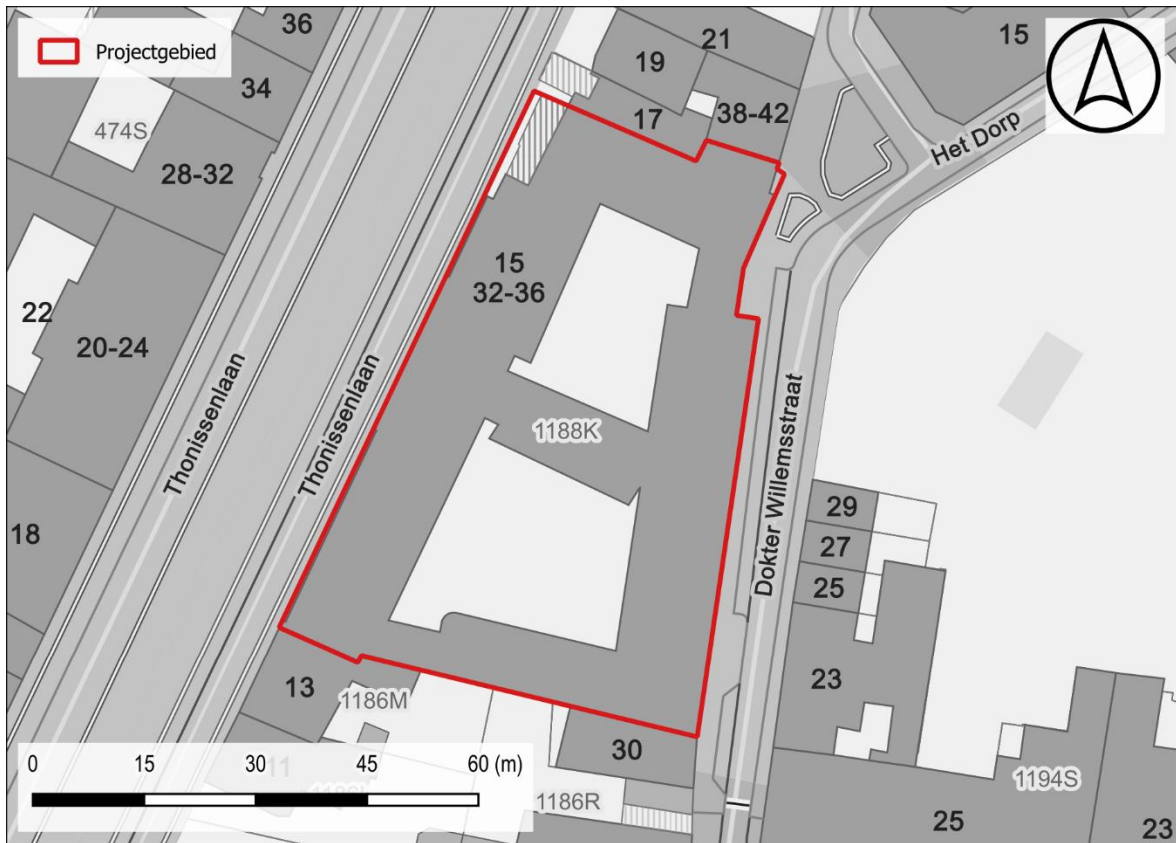 Projectgebied
36
34
474S
28-32
22
20-24
18
19
21
17
38-42
15
Het Dorp
15
32-36
Thonissenlaan
Thonissenlaan
1188K
Dokter Willemsstraat
29
27
25
23
13
1186M
11
30
1186R
1194S
25
23
0 15 30 45 60 (m)